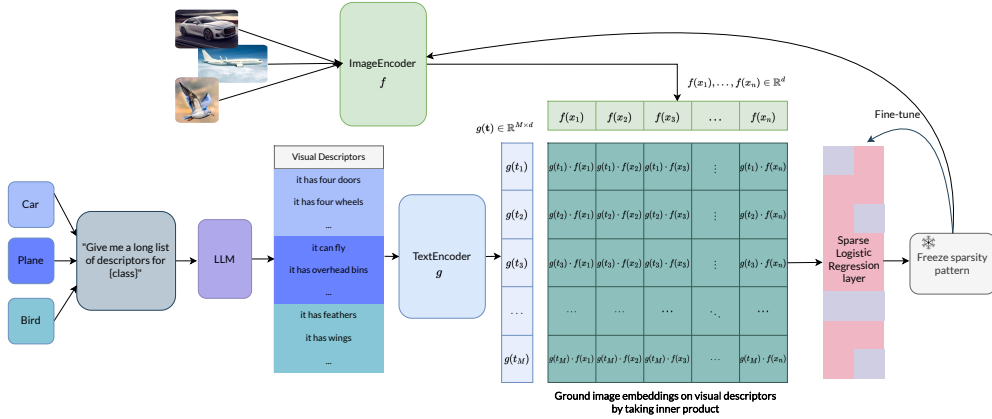 ImageEncoder
f
f(x₁), . . . , f(xₙ) ∈ ℝᵈ
g(t) ∈ ℝᴹˣᵈ
f(x₁) f(x₂) f(x₃) ... f(xₙ)
Fine-tune
Car
Plane
Bird
"Give me a long list
of descriptors for
{class}"
LLM
Visual Descriptors
it has four doors
it has four wheels
...
it can fly
it has overhead bins
...
it has feathers
it has wings
...
TextEncoder
g
g(t₁)
g(t₂)
g(t₃)
...
g(t_M)
g(t₁)·f(x₁) g(t₁)·f(x₂) g(t₁)·f(x₃) ⋮ g(t₁)·f(xₙ)
g(t₂)·f(x₁) g(t₂)·f(x₂) g(t₂)·f(x₃) ⋮ g(t₂)·f(xₙ)
g(t₃)·f(x₁) g(t₃)·f(x₂) g(t₃)·f(x₃) ⋮ g(t₃)·f(xₙ)
... ... ... ⋱ ...
g(t_M)·f(x₁) g(t_M)·f(x₂) g(t_M)·f(x₃) ... g(t_M)·f(xₙ)
Ground image embeddings on visual descriptors
by taking inner product
Sparse
Logistic
Regression
layer
Freeze sparsity
pattern